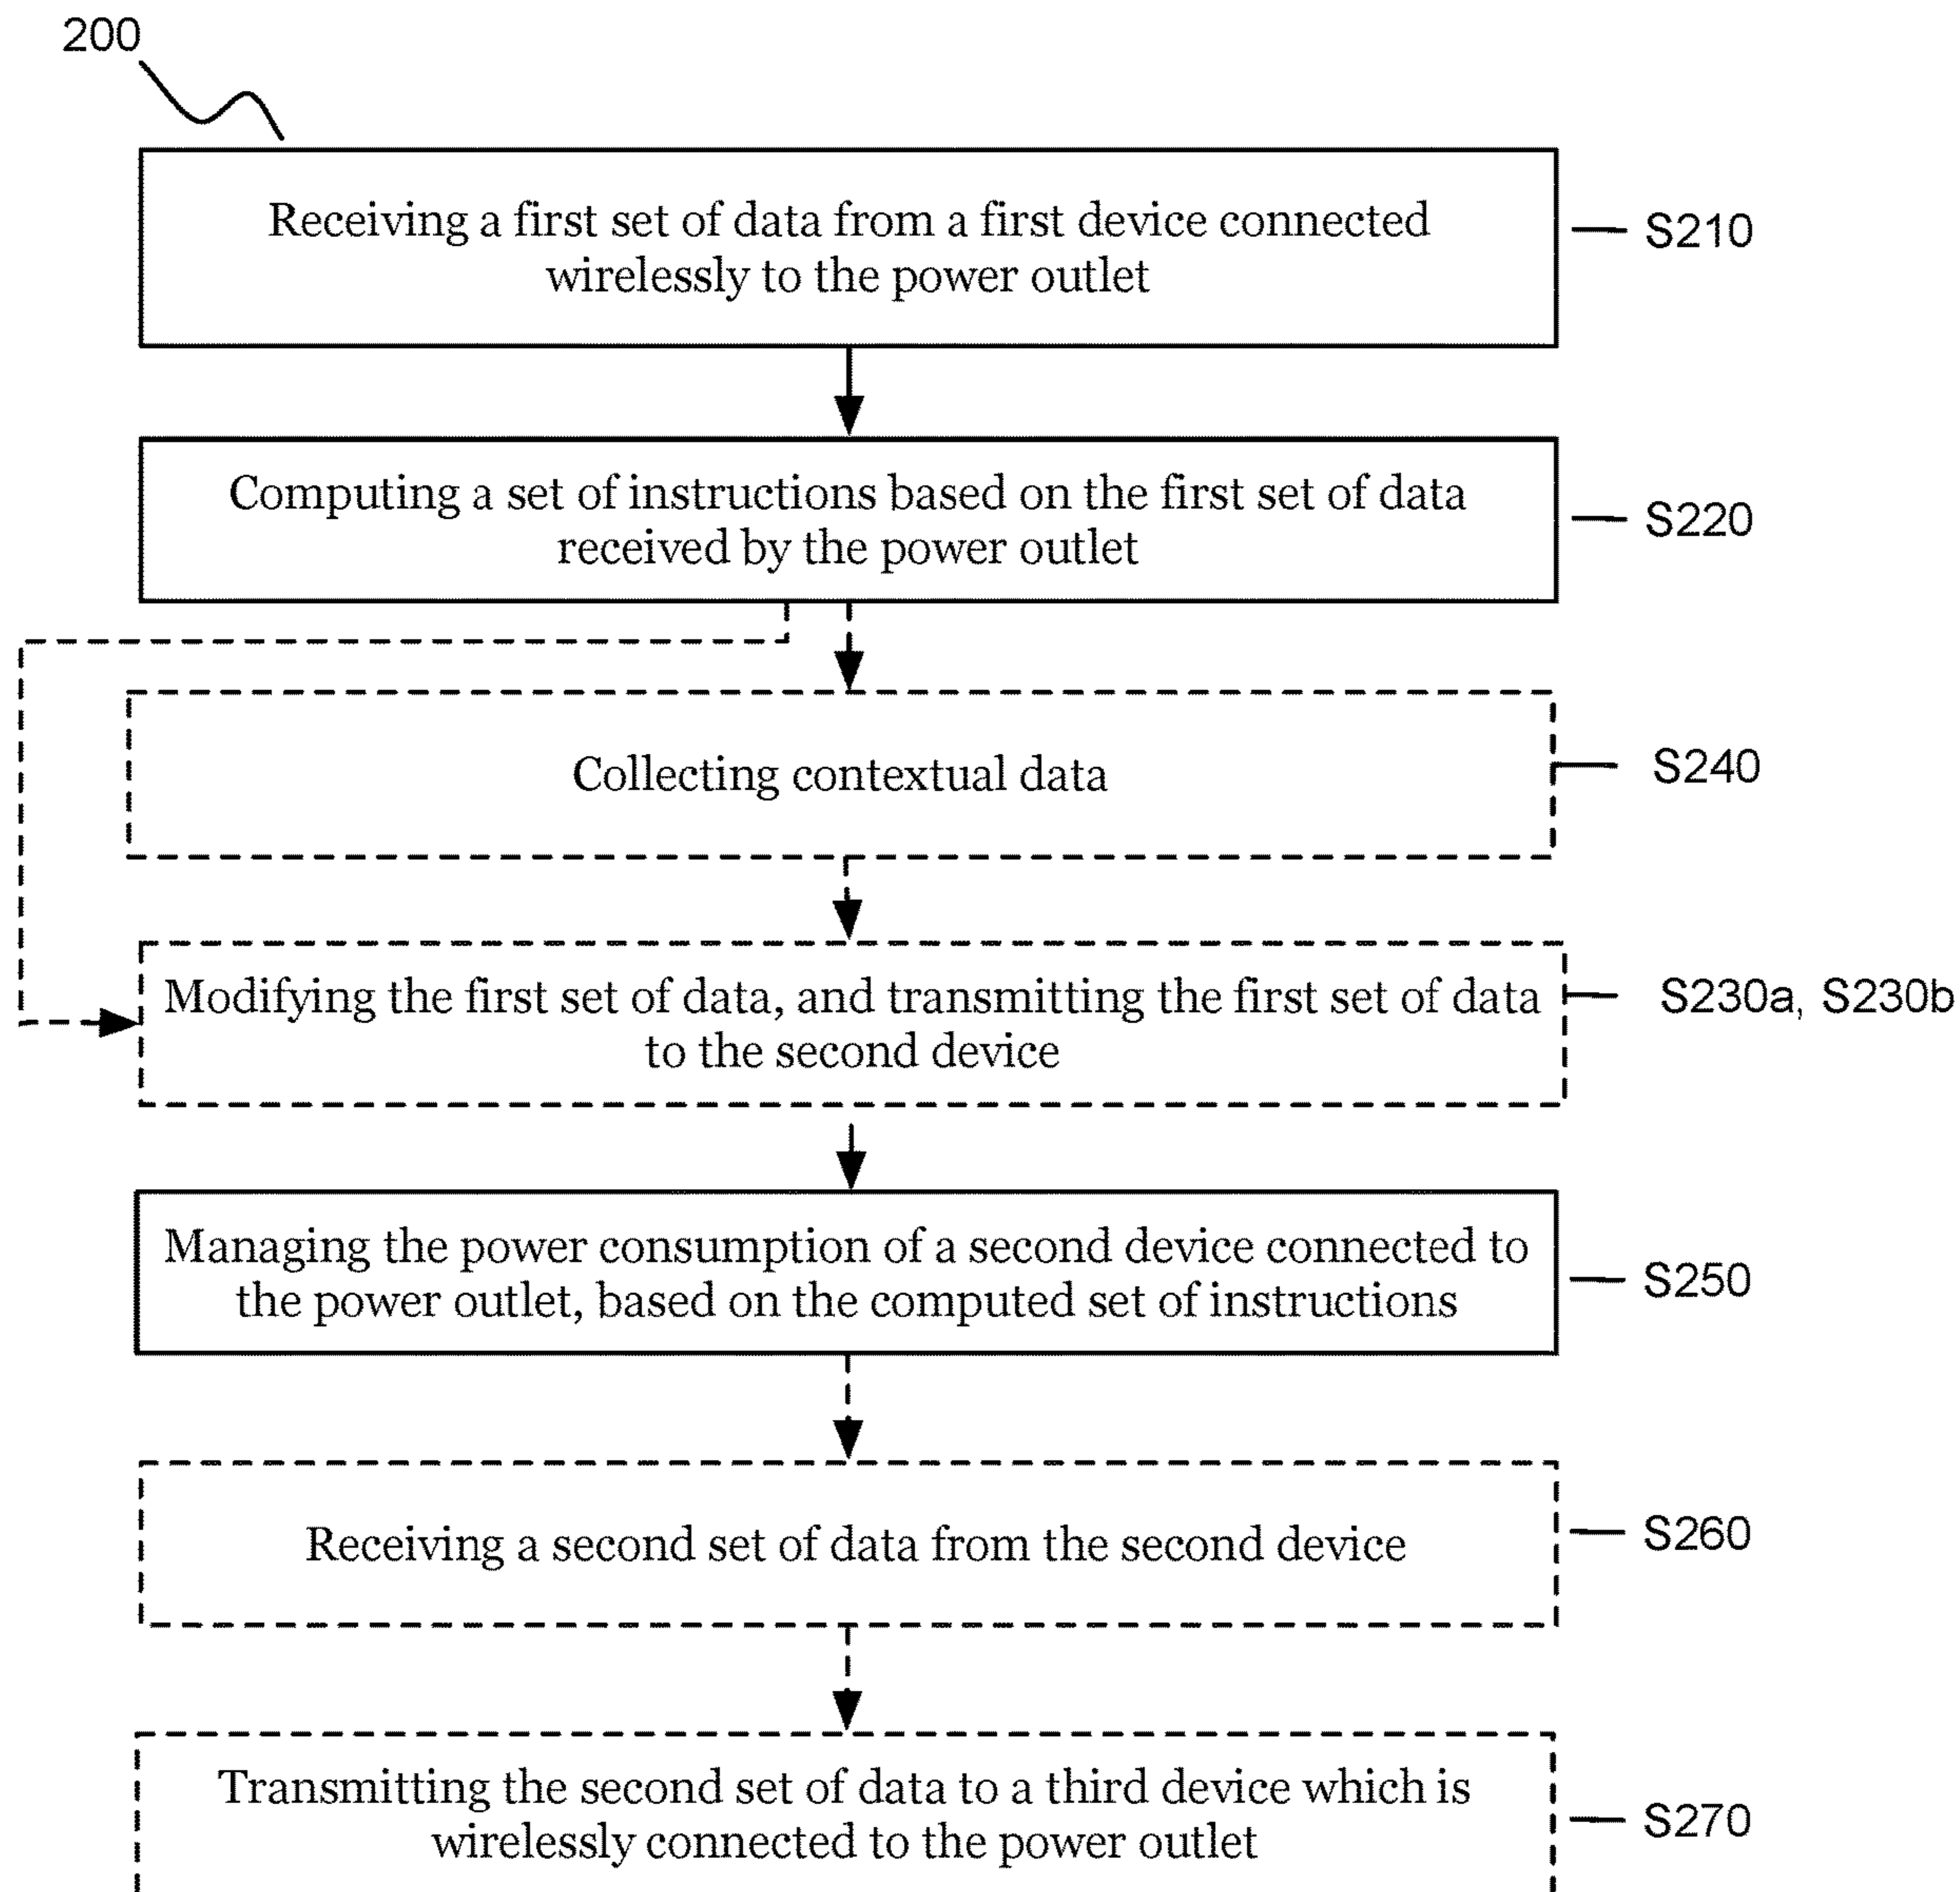 200
Receiving a first set of data from a first device connected
wirelessly to the power outlet
S210
Computing a set of instructions based on the first set of data
received by the power outlet
S220
Collecting contextual data
S240
Modifying the first set of data, and transmitting the first set of data
to the second device
S230a, S230b
Managing the power consumption of a second device connected to
the power outlet, based on the computed set of instructions
S250
Receiving a second set of data from the second device
S260
Transmitting the second set of data to a third device which is
wirelessly connected to the power outlet
S270